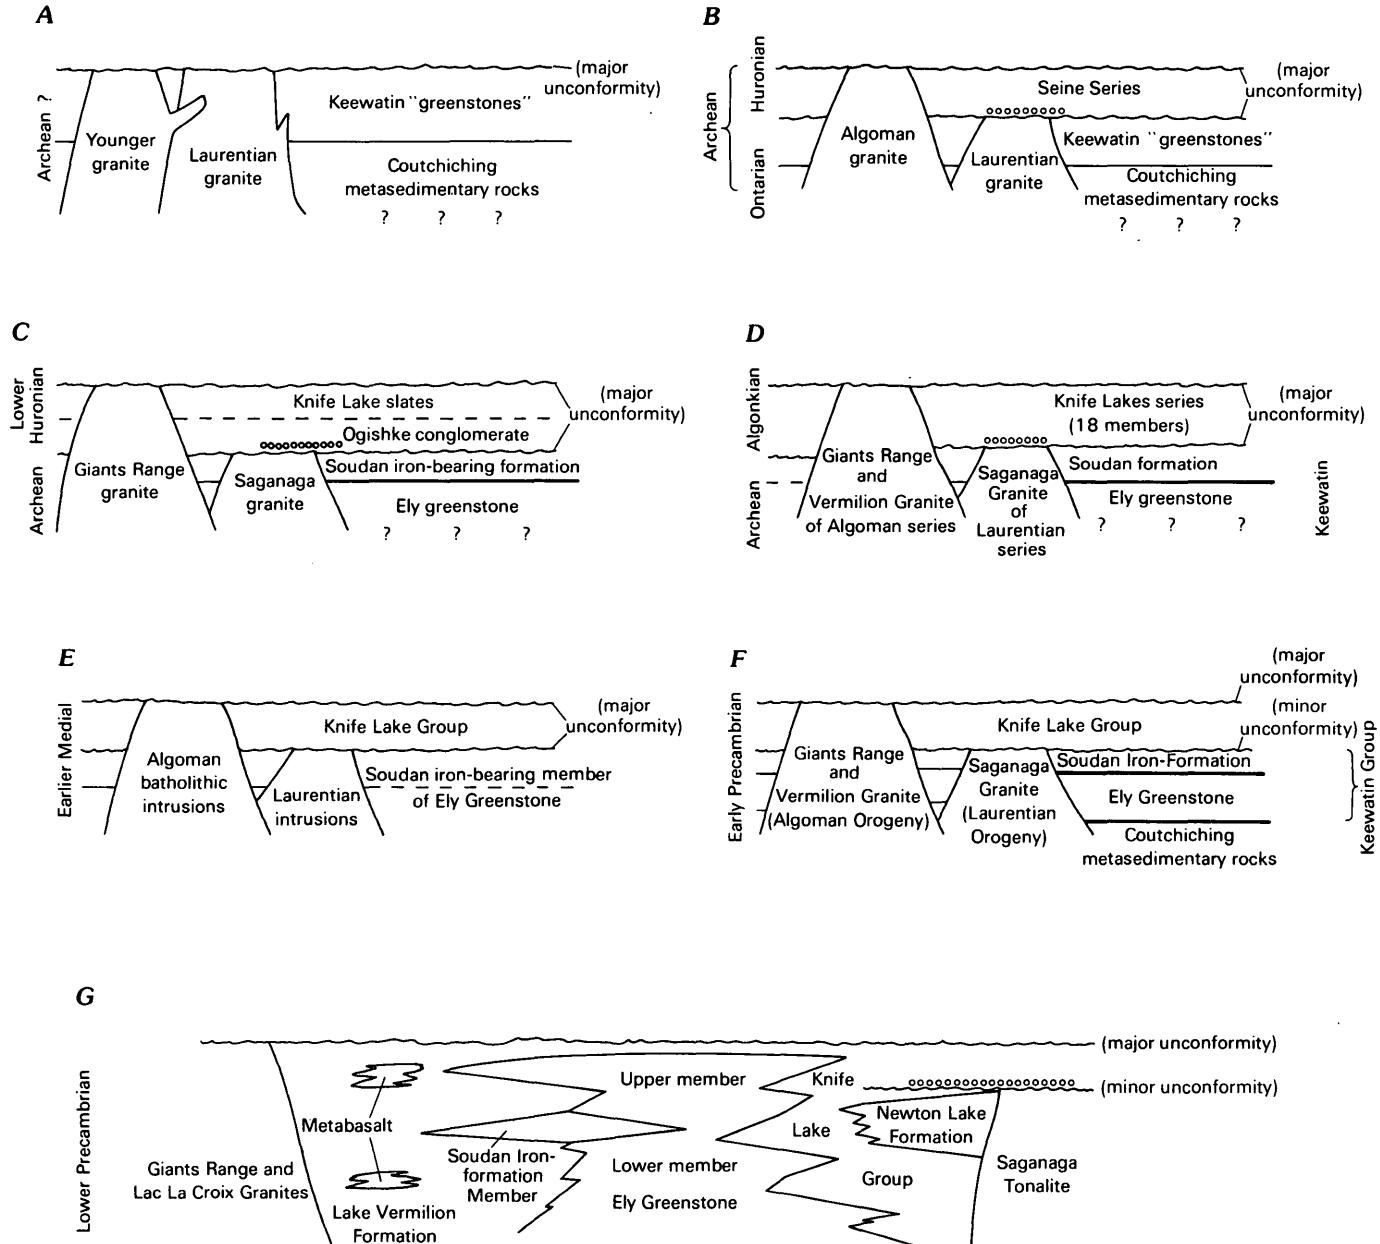 A
Archean ?
Younger
granite
Laurentian
granite
Keewatin "greenstones"
Coutchiching
metasedimentary rocks
? ? ?
(major
unconformity)
B
Archean
Huronian
Ontarian
Algoman
granite
Laurentian
granite
Seine Series
Keewatin "greenstones"
Coutchiching
metasedimentary rocks
? ? ?
(major
unconformity)
C
Lower
Huronian
Archean
Giants Range
granite
Saganaga
granite
Knife Lake slates
Ogishke conglomerate
Soudan iron-bearing formation
Ely greenstone
? ? ?
(major
unconformity)
D
Algonkian
Archean
Giants Range
and
Vermilion Granite
of Algoman series
Saganaga
Granite
of
Laurentian
series
Knife Lakes series
(18 members)
Soudan formation
Ely greenstone
? ? ?
(major
unconformity)
Keewatin
E
Earlier Medial
Algoman
batholithic
intrusions
Laurentian
intrusions
Knife Lake Group
Soudan iron-bearing member
of Ely Greenstone
(major
unconformity)
F
Early Precambrian
Giants Range
and
Vermilion Granite
(Algoman Orogeny)
Saganaga
Granite
(Laurentian
Orogeny)
Knife Lake Group
Soudan Iron-Formation
Ely Greenstone
Coutchiching
metasedimentary rocks
(major
unconformity)
(minor
unconformity)
Keewatin Group
G
Lower Precambrian
Giants Range and
Lac La Croix Granites
Metabasalt
Lake Vermilion
Formation
Soudan Iron-
formation
Member
Upper member
Lower member
Ely Greenstone
Knife
Lake
Group
Newton Lake
Formation
Saganaga
Tonalite
(major unconformity)
(minor unconformity)